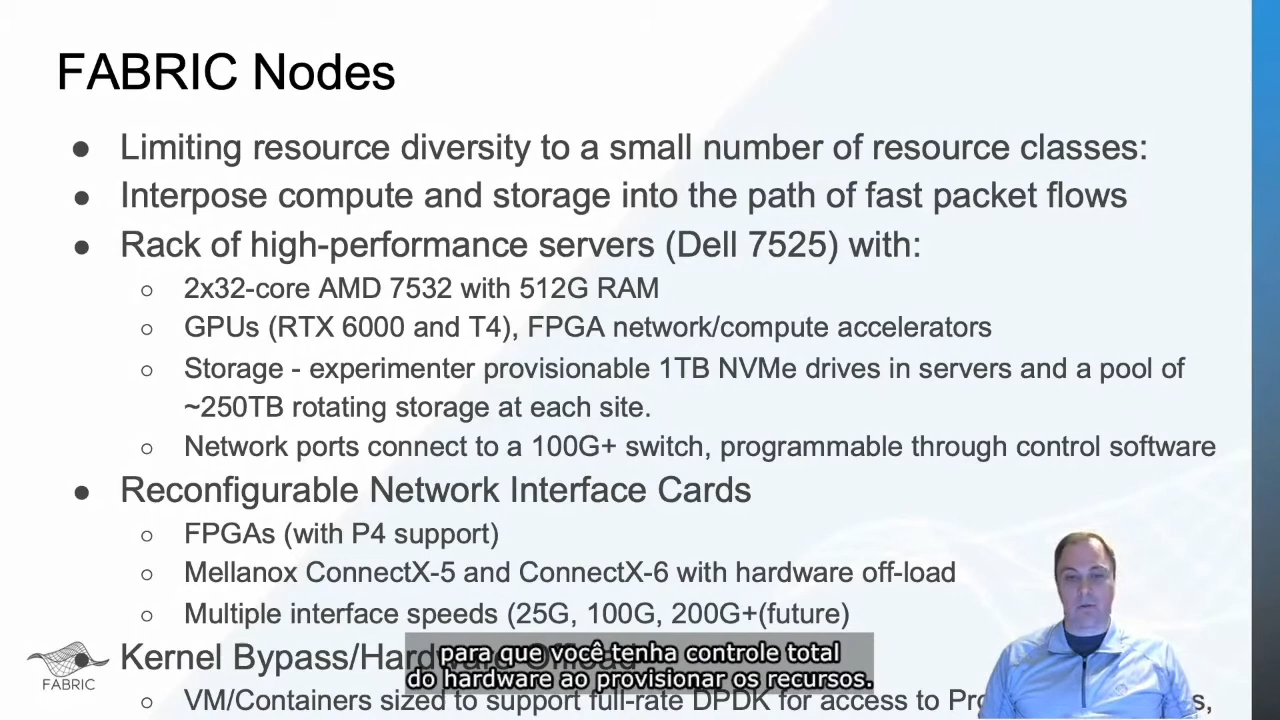 FABRIC Nodes
● Limiting resource diversity to a small number of resource classes:
● Interpose compute and storage into the path of fast packet flows
● Rack of high-performance servers (Dell 7525) with:
○ 2x32-core AMD 7532 with 512G RAM
○ GPUs (RTX 6000 and T4), FPGA network/compute accelerators
○ Storage - experimenter provisionable 1TB NVMe drives in servers and a pool of
~250TB rotating storage at each site.
○ Network ports connect to a 100G+ switch, programmable through control software
● Reconfigurable Network Interface Cards
○ FPGAs (with P4 support)
○ Mellanox ConnectX-5 and ConnectX-6 with hardware off-load
○ Multiple interface speeds (25G, 100G, 200G+(future)
Kernel Bypass/Hardware Offload
○ VM/Containers sized to support full-rate DPDK for access to
para que você tenha controle total
do hardware ao provisionar os recursos.
FABRIC